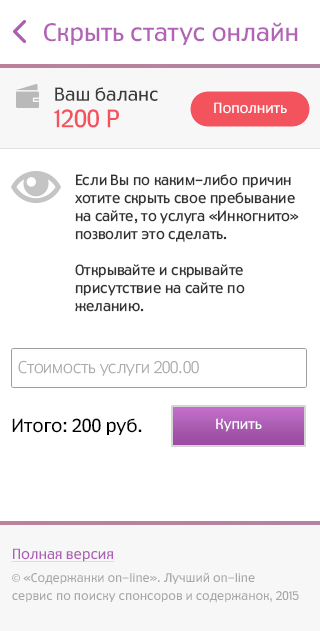 Скрыть статус онлайн
Ваш баланс
1200 Р
Пополнить
Если Вы по каким-либо причин
хотите скрыть свое пребывание
на сайте, то услуга «Инкогнито»
позволит это сделать.
Открывайте и скрывайте
присутствие на сайте по
желанию.
Стоимость услуги 200.00
Итого: 200 руб.
Купить
Полная версия
© «Содержанки on-line». Лучший on-line
сервис по поиску спонсоров и содержанок, 2015